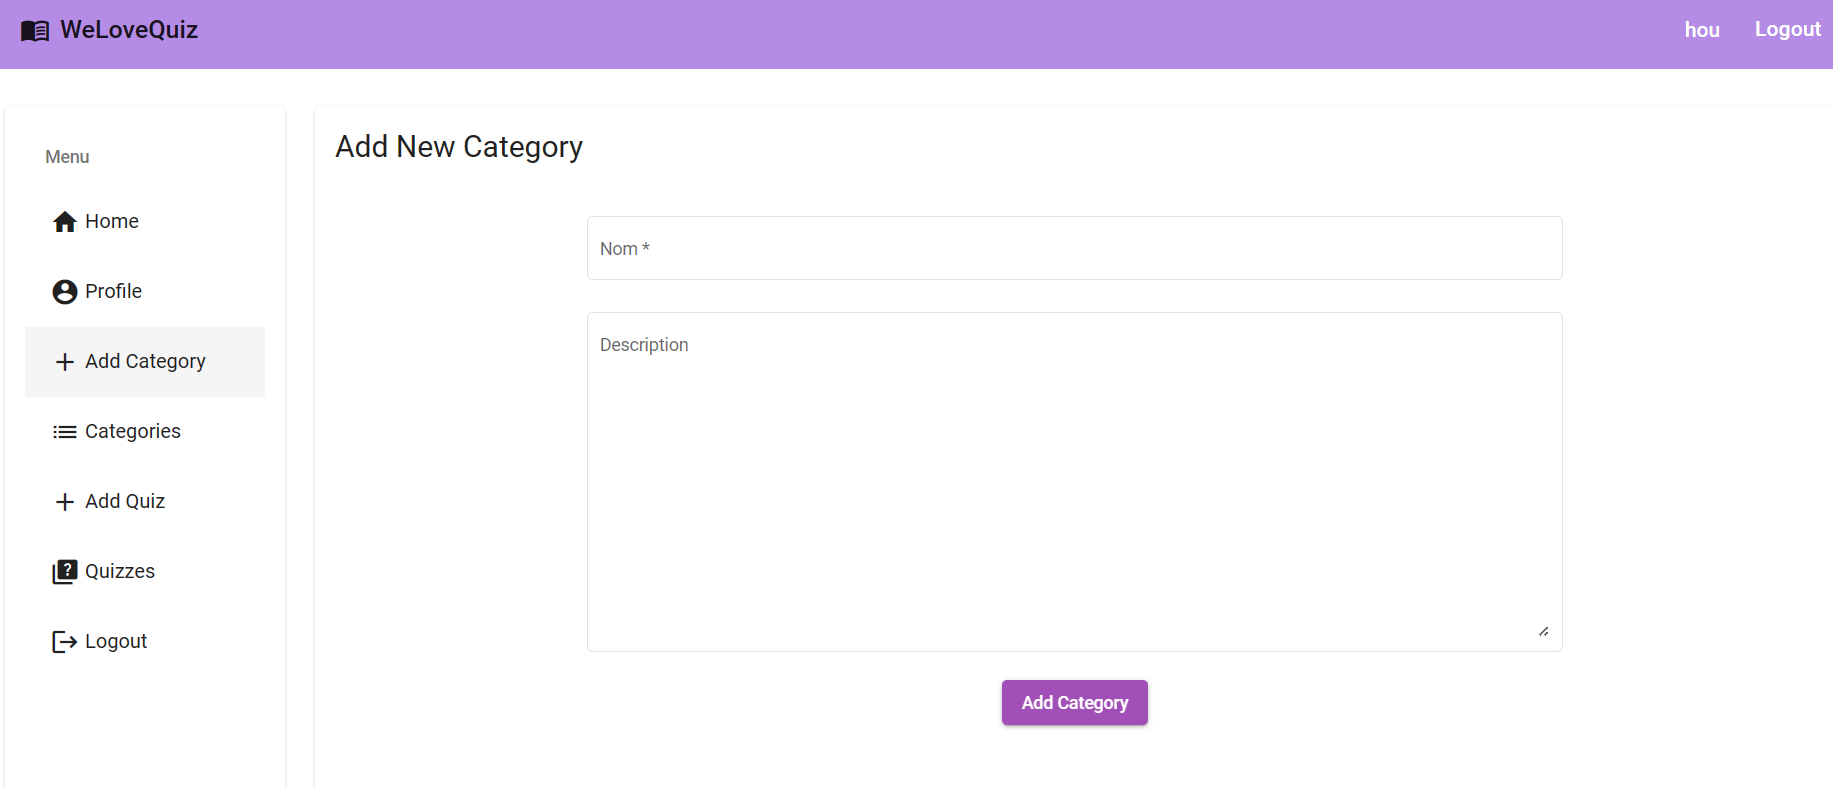 WeLoveQuiz
hou
Logout
Menu
Home
Profile
Add Category
Categories
Add Quiz
Quizzes
Logout
Add New Category
Nom *
Description
Add Category